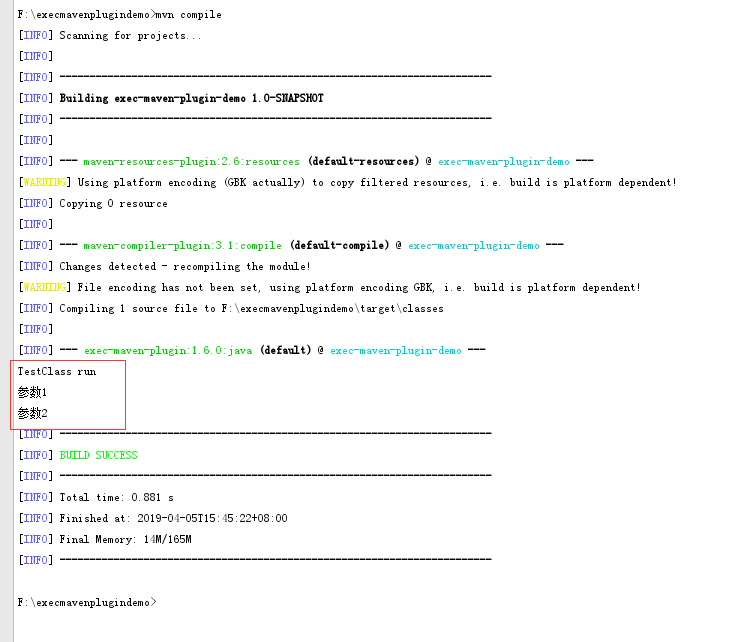 F:\execmavenplugindemo>mvn compile
[INFO] Scanning for projects...
[INFO]
[INFO] ------------------------------------------------------------------------
[INFO] Building exec-maven-plugin-demo 1.0-SNAPSHOT
[INFO] ------------------------------------------------------------------------
[INFO]
[INFO] --- maven-resources-plugin:2.6:resources (default-resources) @ exec-maven-plugin-demo ---
[WARNING] Using platform encoding (GBK actually) to copy filtered resources, i.e. build is platform dependent!
[INFO] Copying 0 resource
[INFO]
[INFO] --- maven-compiler-plugin:3.1:compile (default-compile) @ exec-maven-plugin-demo ---
[INFO] Changes detected - recompiling the module!
[WARNING] File encoding has not been set, using platform encoding GBK, i.e. build is platform dependent!
[INFO] Compiling 1 source file to F:\execmavenplugindemo\target\classes
[INFO]
[INFO] --- exec-maven-plugin:1.6.0:java (default) @ exec-maven-plugin-demo ---
TestClass run
参数1
参数2
[INFO] ------------------------------------------------------------------------
[INFO] BUILD SUCCESS
[INFO] ------------------------------------------------------------------------
[INFO] Total time: 0.881 s
[INFO] Finished at: 2019-04-05T15:45:22+08:00
[INFO] Final Memory: 14M/165M
[INFO] ------------------------------------------------------------------------
F:\execmavenplugindemo>